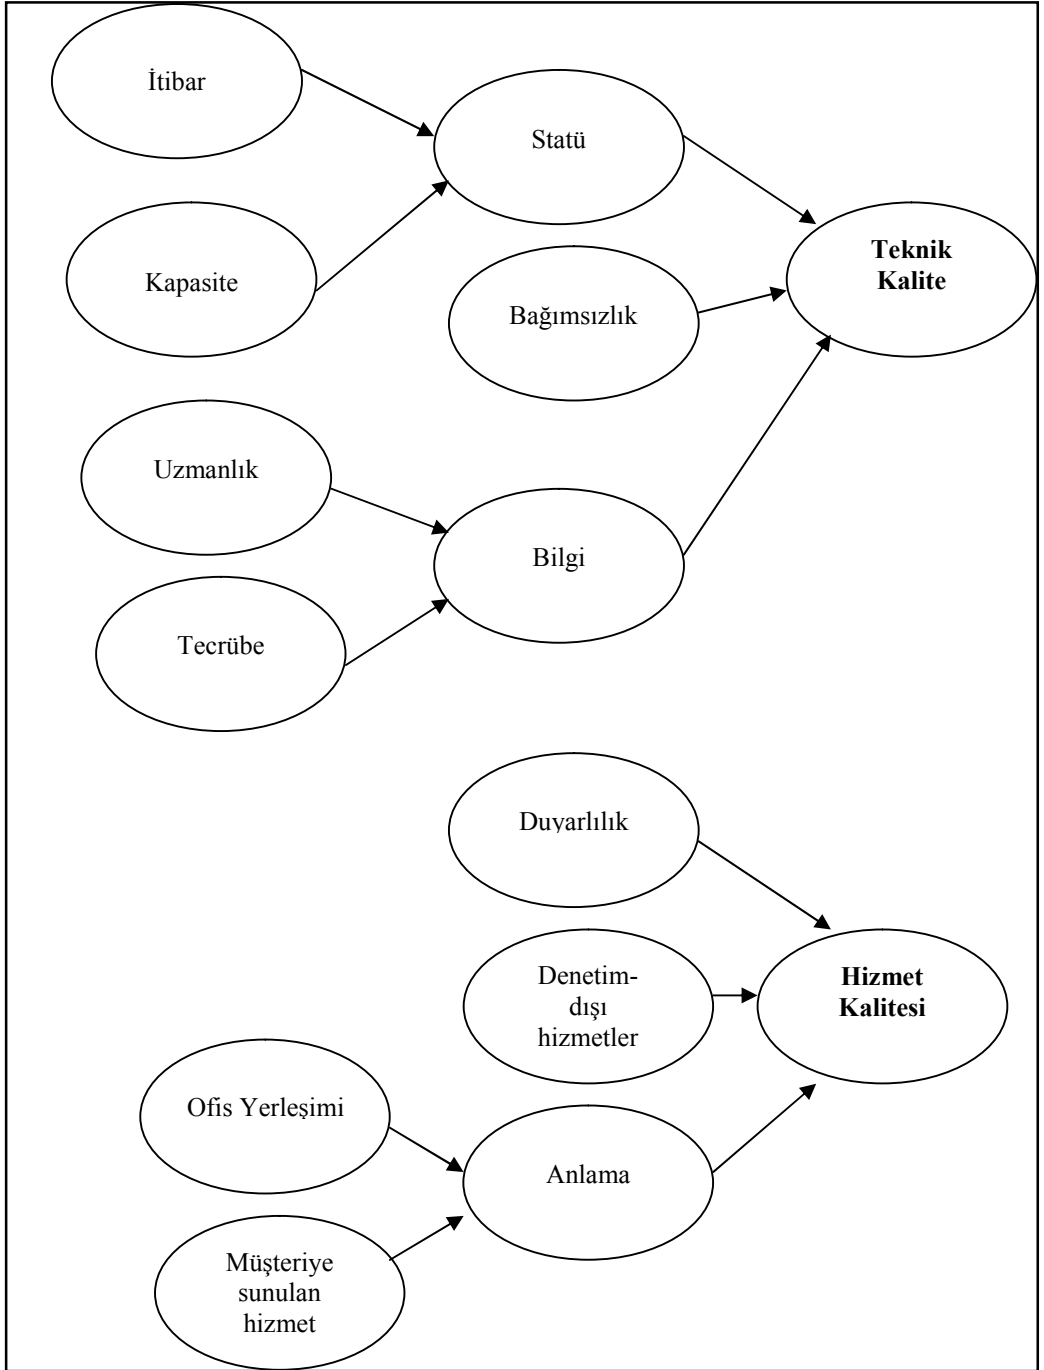 İtibar
Statü
Teknik
Kalite
Kapasite
Bağımsızlık
Uzmanlık
Bilgi
Tecrübe
Duyarlılık
Denetim-
dışı
hizmetler
Hizmet
Kalitesi
Ofis Yerleşimi
Anlama
Müşteriye
sunulan
hizmet